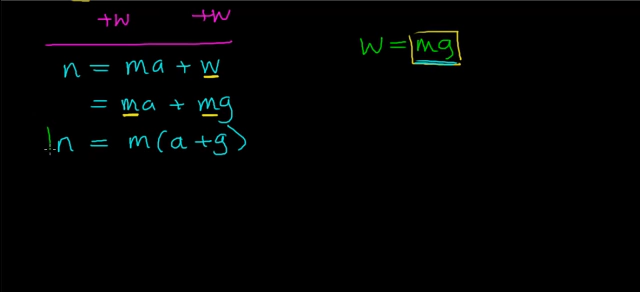 +w +w
n = ma + w
w = mg
= ma + mg
n = m(a+g)